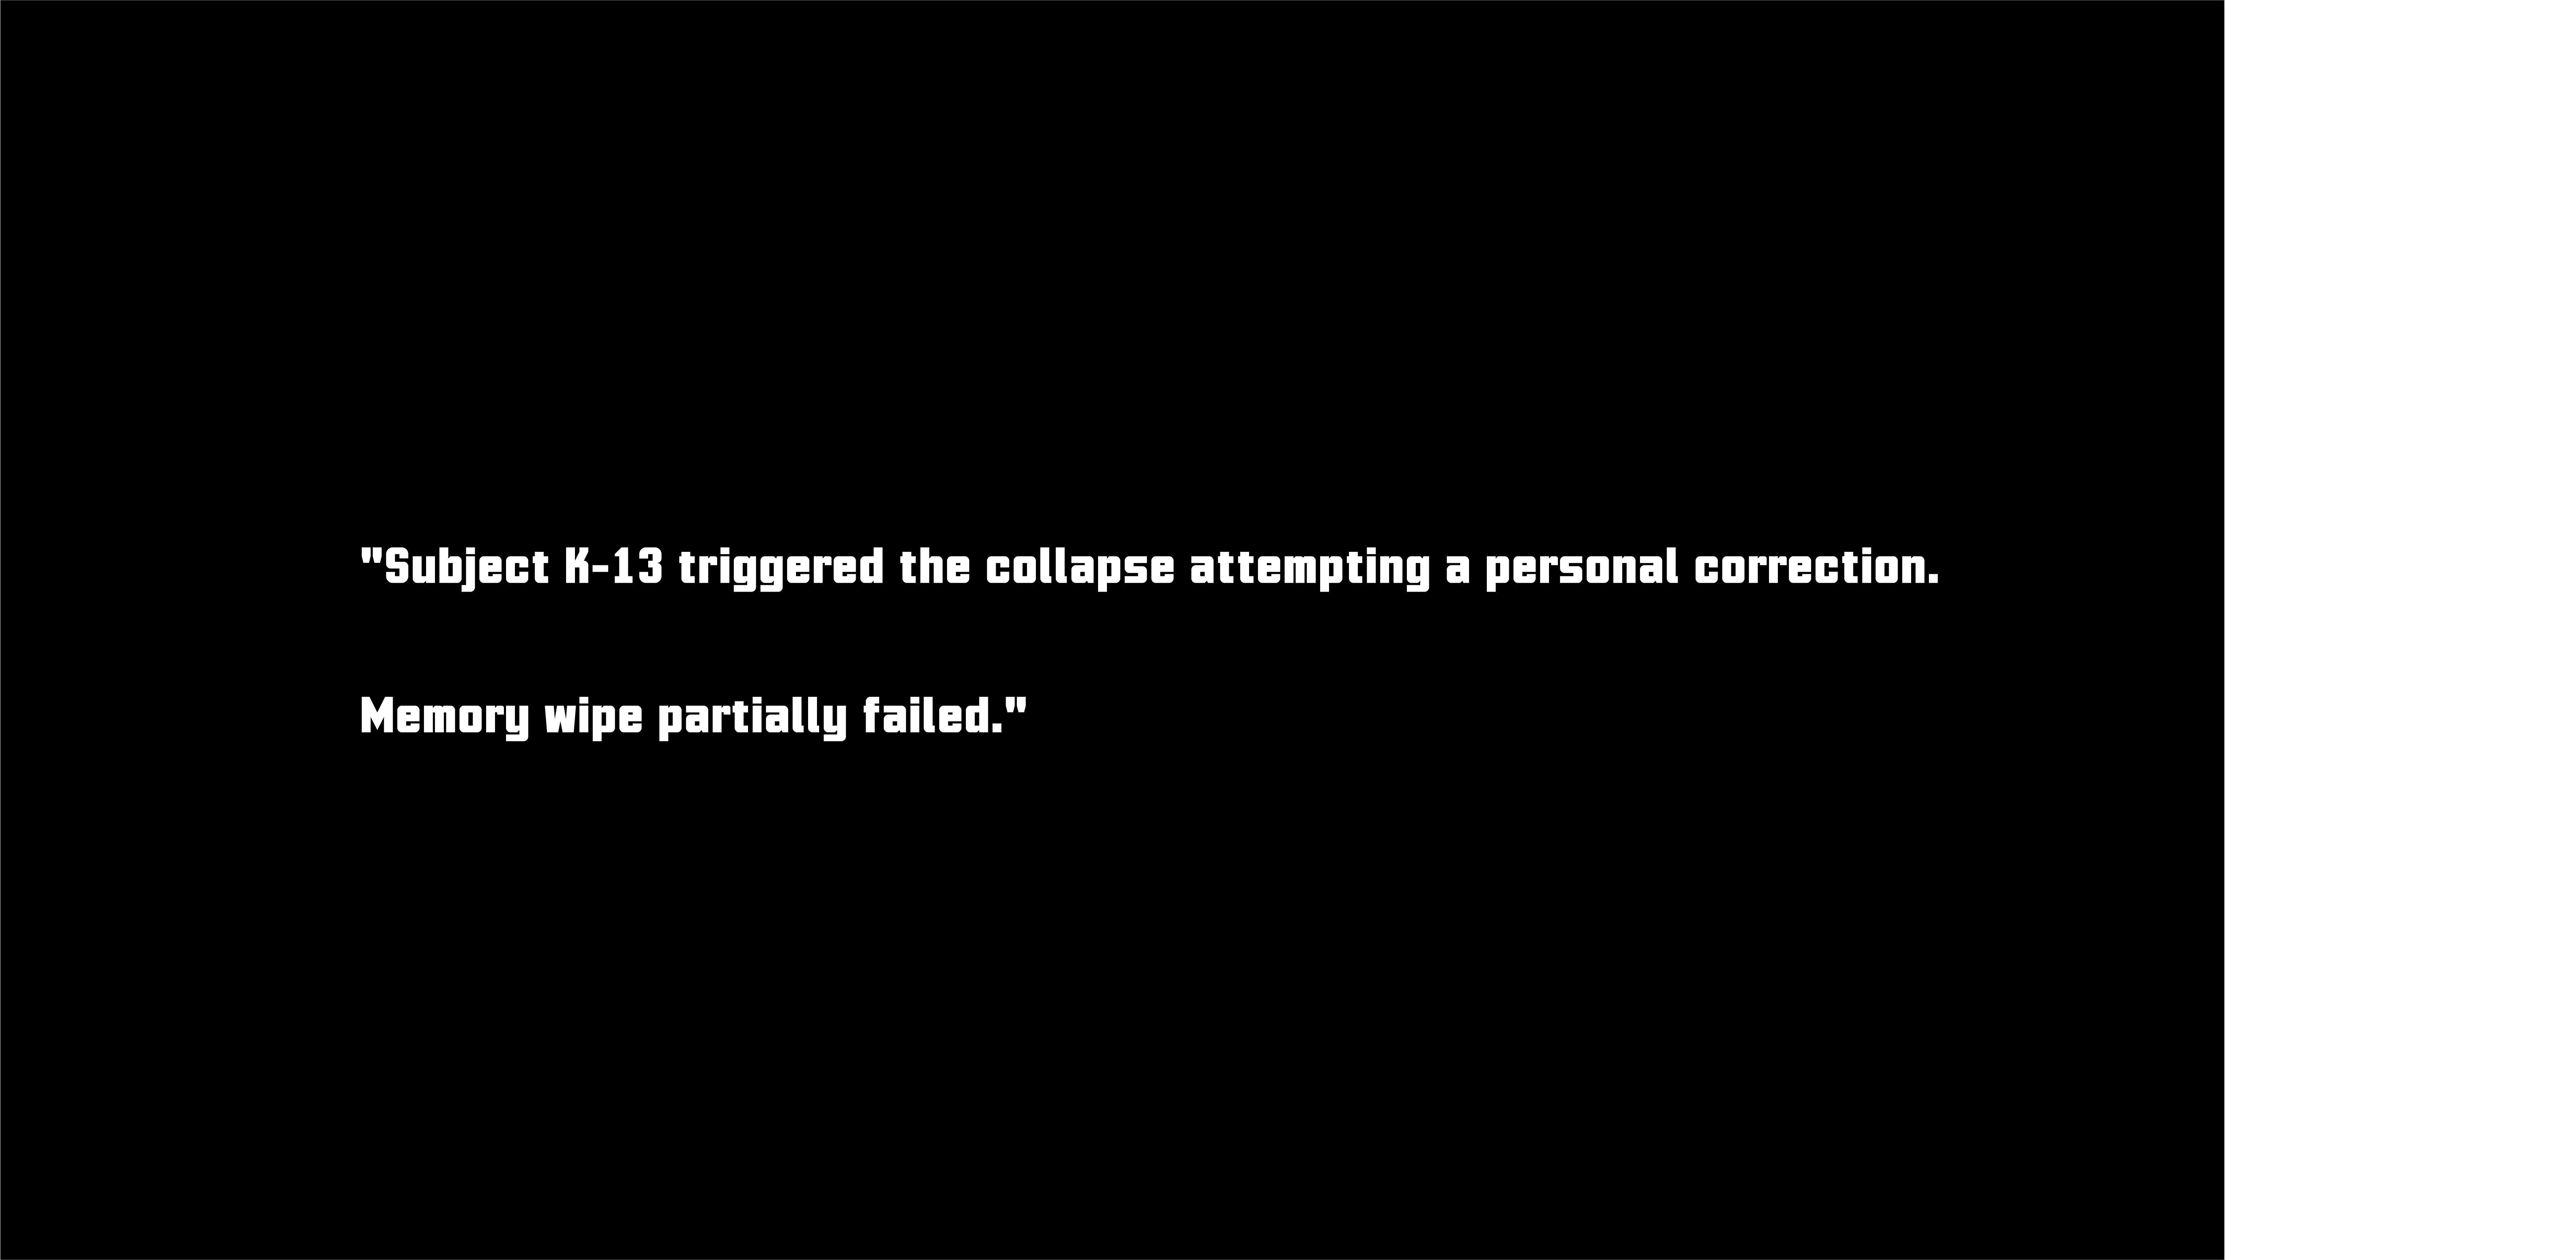 "Subject K-13 triggered the collapse attempting a personal correction.
Memory wipe partially failed."